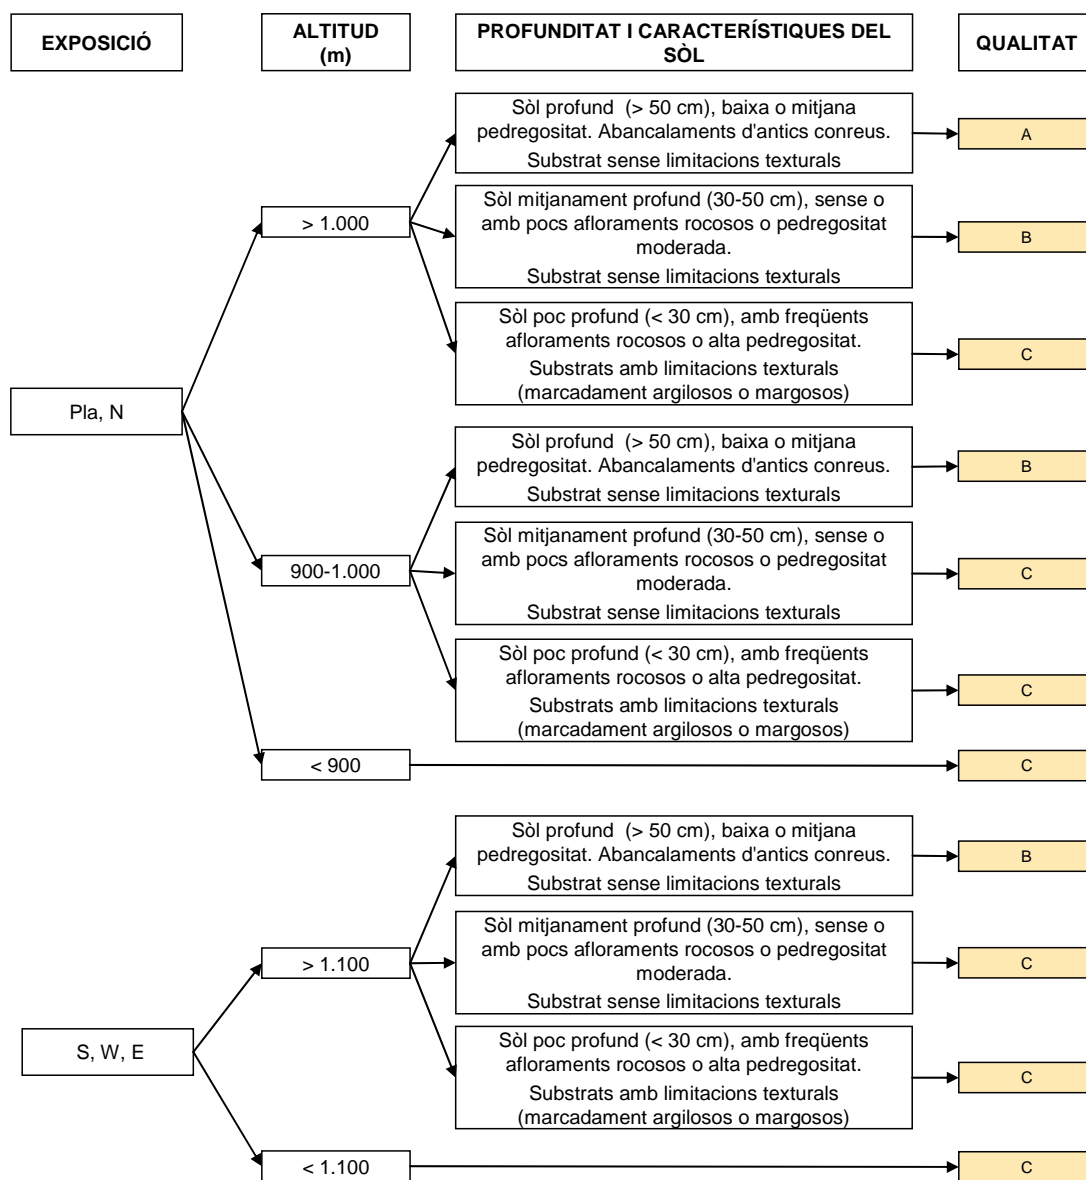 EXPOSICIÓ
ALTITUD
(m)
PROFUNDITAT I CARACTERÍSTIQUES DEL
SÒL
QUALITAT
Sòl profund (> 50 cm), baixa o mitjana
pedregositat. Abancalaments d'antics conreus.
Substrat sense limitacions texturals
A
> 1.000
Sòl mitjanament profund (30-50 cm), sense o
amb pocs afloraments rocosos o pedregositat
moderada.
Substrat sense limitacions texturals
B
Sòl poc profund (< 30 cm), amb freqüents
afloraments rocosos o alta pedregositat.
Substrats amb limitacions texturals
(marcadament argilosos o margosos)
C
Pla, N
Sòl profund (> 50 cm), baixa o mitjana
pedregositat. Abancalaments d'antics conreus.
Substrat sense limitacions texturals
B
900-1.000
Sòl mitjanament profund (30-50 cm), sense o
amb pocs afloraments rocosos o pedregositat
moderada.
Substrat sense limitacions texturals
C
Sòl poc profund (< 30 cm), amb freqüents
afloraments rocosos o alta pedregositat.
Substrats amb limitacions texturals
(marcadament argilosos o margosos)
C
< 900
C
Sòl profund (> 50 cm), baixa o mitjana
pedregositat. Abancalaments d'antics conreus.
Substrat sense limitacions texturals
B
> 1.100
Sòl mitjanament profund (30-50 cm), sense o
amb pocs afloraments rocosos o pedregositat
moderada.
Substrat sense limitacions texturals
C
S, W, E
Sòl poc profund (< 30 cm), amb freqüents
afloraments rocosos o alta pedregositat.
Substrats amb limitacions texturals
(marcadament argilosos o margosos)
C
< 1.100
C